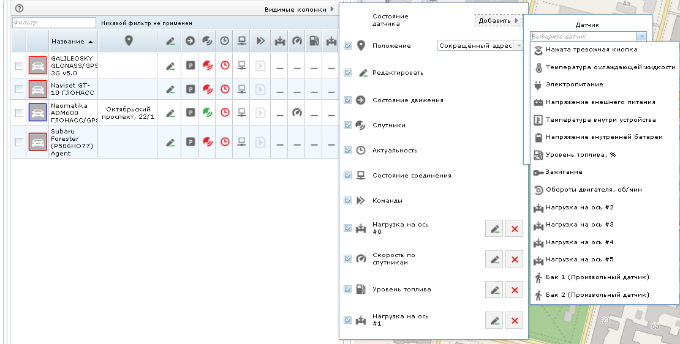 Видимые колонки
Фильтр
Никакой фильтр не применен
Название
GALILEOSKY
GLONASS/GPS
3G v5.0
Naviset GT-
10 ГЛОНАСС
Neomatika
ADM600
ГЛОНАСС/GPS
Октябрьский
проспект, 22/1
Subaru
Forester
(P506HO77)
Agent
Состояние
датчика
Добавить
Положение
Сокращённый адрес
Редактировать
Состояние движения
Спутники
Актуальность
Состояние соединения
Команды
Нагрузка на ось
#0
Скорость по
спутникам
Уровень топлива
Нагрузка на ось
#1
Датчик
Выберите датчик
Нажата тревожная кнопка
Температура охлаждающей жидкости
Электропитание
Напряжение внешнего питания
Температура внутри устройства
Напряжение внутренней батареи
Уровень топлива, %
Зажигание
Обороты двигателя, об/мин
Нагрузка на ось #2
Нагрузка на ось #3
Нагрузка на ось #4
Нагрузка на ось #5
Бак 1 (Произвольный датчик)
Бак 2 (Произвольный датчик)